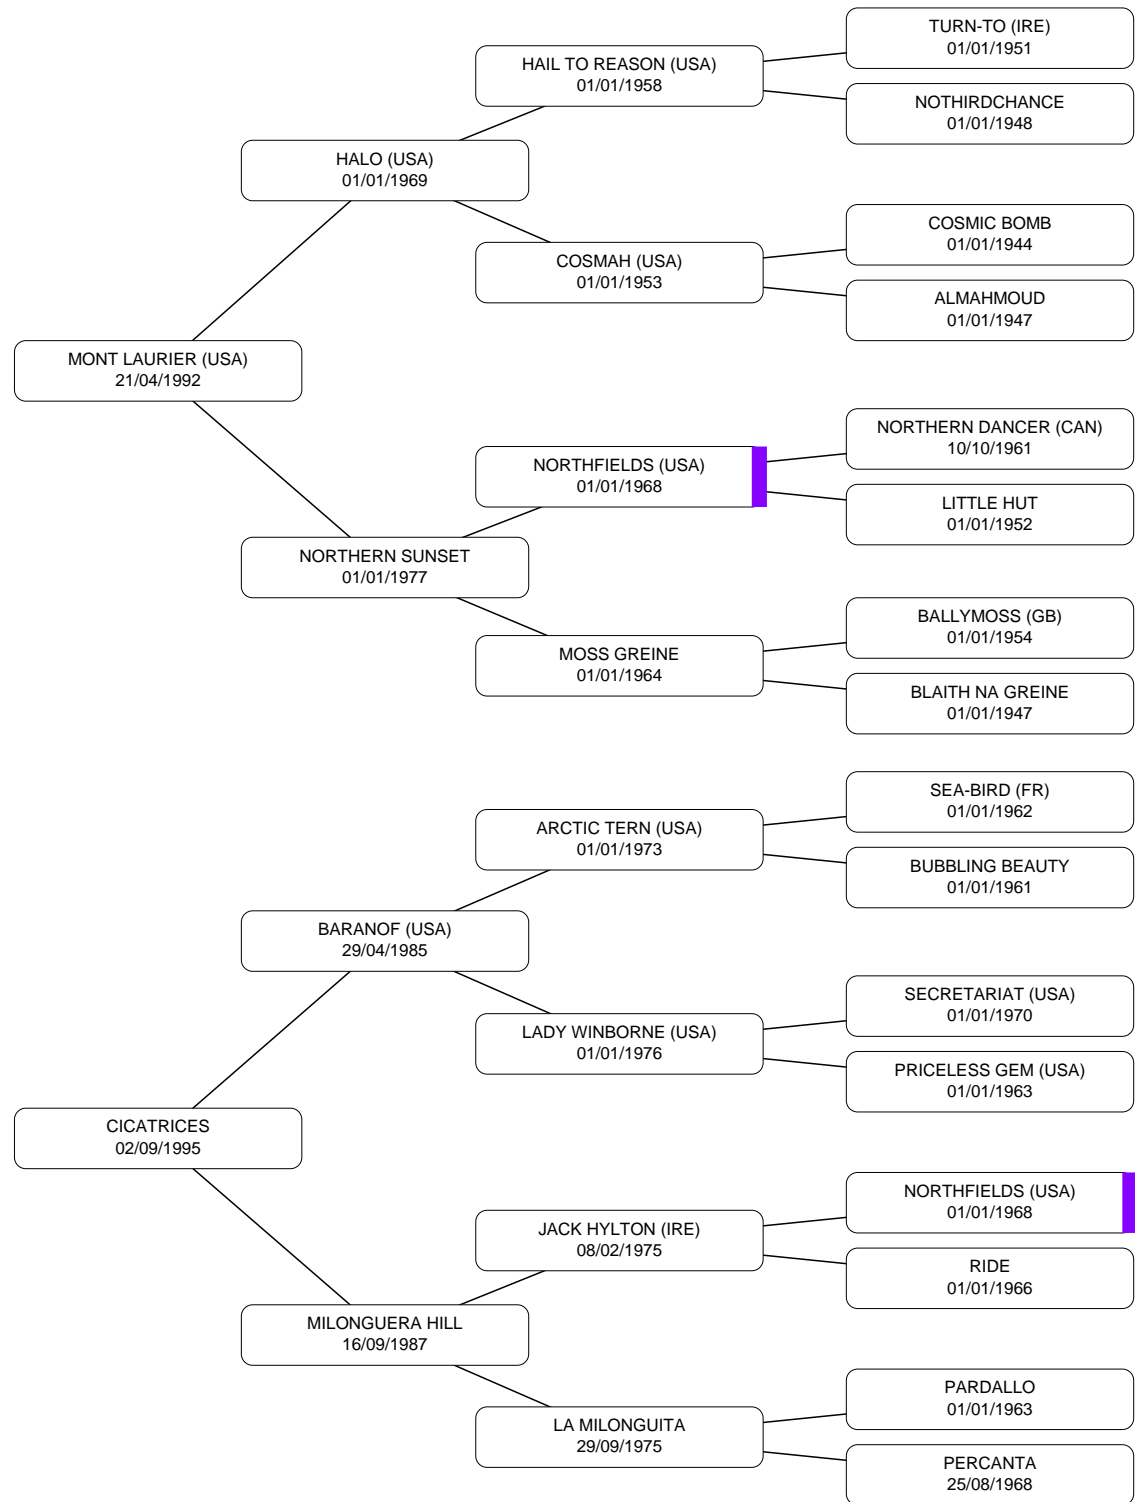 TURN-TO (IRE)
01/01/1951
HAIL TO REASON (USA)
01/01/1958
NOTHIRDCHANCE
01/01/1948
HALO (USA)
01/01/1969
COSMIC BOMB
01/01/1944
COSMAH (USA)
01/01/1953
ALMAHMOUD
01/01/1947
MONT LAURIER (USA)
21/04/1992
NORTHERN DANCER (CAN)
10/10/1961
NORTHFIELDS (USA)
01/01/1968
LITTLE HUT
01/01/1952
NORTHERN SUNSET
01/01/1977
BALLYMOSS (GB)
01/01/1954
MOSS GREINE
01/01/1964
BLAITH NA GREINE
01/01/1947
SEA-BIRD (FR)
01/01/1962
ARCTIC TERN (USA)
01/01/1973
BUBBLING BEAUTY
01/01/1961
BARANOF (USA)
29/04/1985
SECRETARIAT (USA)
01/01/1970
LADY WINBORNE (USA)
01/01/1976
PRICELESS GEM (USA)
01/01/1963
CICATRICES
02/09/1995
NORTHFIELDS (USA)
01/01/1968
JACK HYLTON (IRE)
08/02/1975
RIDE
01/01/1966
MILONGUERA HILL
16/09/1987
PARDALLO
01/01/1963
LA MILONGUITA
29/09/1975
PERCANTA
25/08/1968